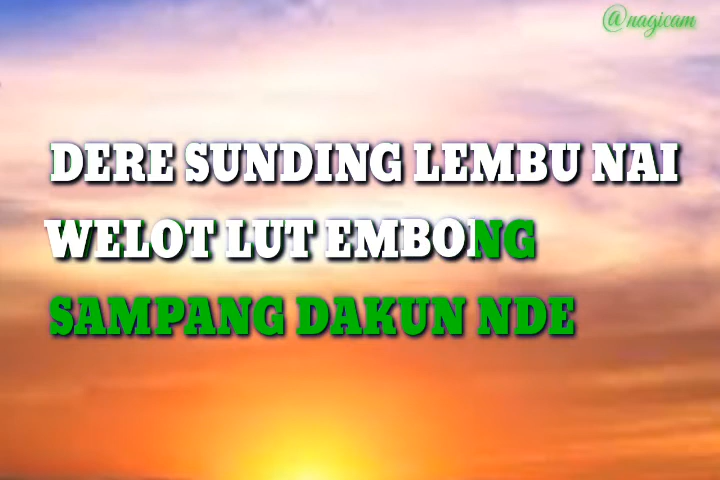 @nagicam
DERE SUNDING LEMBU NAI
WELOT LUT EMBONG
SAMPANG DAKUN NDE